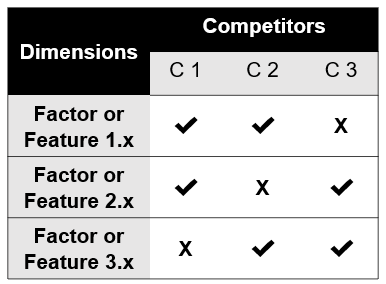 Competitors
Dimensions
C 1 C 2 C 3
Factor or
Feature 1.x ✓ ✓ X
Factor or
Feature 2.x ✓ X ✓
Factor or
Feature 3.x X ✓ ✓